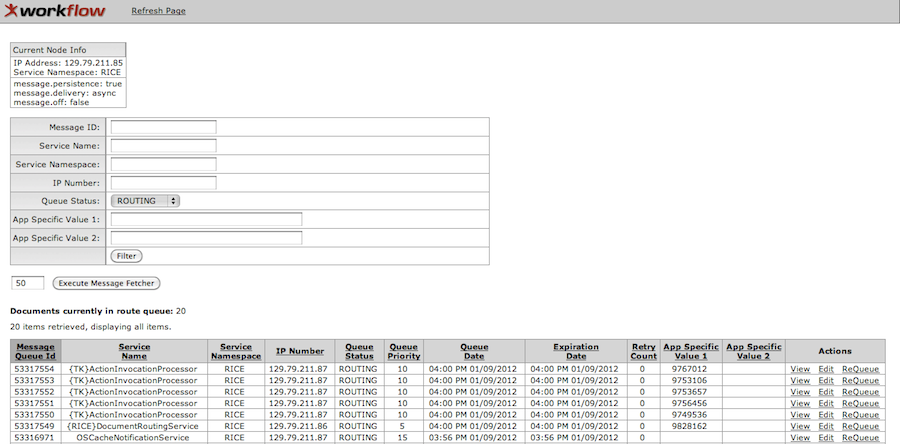 workflow Refresh Page
Current Node Info
IP Address: 129.79.211.85
Service Namespace: RICE
message.persistence: true
message.delivery: async
message.off: false
Message ID:
Service Name:
Service Namespace:
IP Number:
Queue Status: ROUTING
App Specific Value 1:
App Specific Value 2:
Filter
50 Execute Message Fetcher
Documents currently in route queue: 20
20 items retrieved, displaying all items.
Message Queue Id Service Name Service Namespace IP Number Queue Status Queue Priority Queue Date Expiration Date Retry Count App Specific Value 1 App Specific Value 2 Actions
53317554 {TK}ActionInvocationProcessor RICE 129.79.211.87 ROUTING 10 04:00 PM 01/09/2012 04:00 PM 01/09/2012 0 9767012 View Edit ReQueue
53317553 {TK}ActionInvocationProcessor RICE 129.79.211.87 ROUTING 10 04:00 PM 01/09/2012 04:00 PM 01/09/2012 0 9753106 View Edit ReQueue
53317552 {TK}ActionInvocationProcessor RICE 129.79.211.87 ROUTING 10 04:00 PM 01/09/2012 04:00 PM 01/09/2012 0 9753657 View Edit ReQueue
53317551 {TK}ActionInvocationProcessor RICE 129.79.211.87 ROUTING 10 04:00 PM 01/09/2012 04:00 PM 01/09/2012 0 9756456 View Edit ReQueue
53317550 {TK}ActionInvocationProcessor RICE 129.79.211.87 ROUTING 10 04:00 PM 01/09/2012 04:00 PM 01/09/2012 0 9749536 View Edit ReQueue
53317549 {RICE}DocumentRoutingService RICE 129.79.211.86 ROUTING 5 04:00 PM 01/09/2012 04:00 PM 01/09/2012 0 9828162 View Edit ReQueue
53316971 OSCacheNotificationService RICE 129.79.211.87 ROUTING 15 03:56 PM 01/09/2012 03:56 PM 01/09/2012 0 View Edit ReQueue